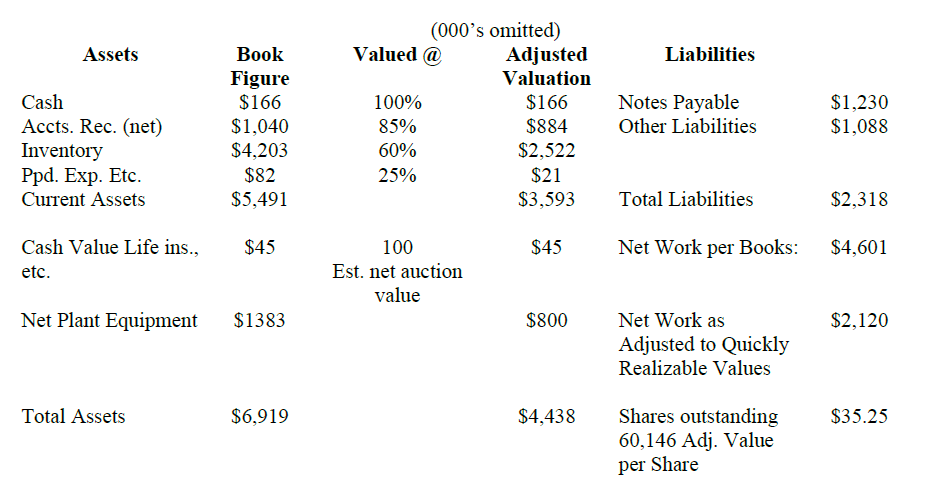 (000's omitted)
Assets Book Figure Valued @ Adjusted Valuation Liabilities
Cash $166 100% $166 Notes Payable $1,230
Accts. Rec. (net) $1,040 85% $884 Other Liabilities $1,088
Inventory $4,203 60% $2,522
Ppd. Exp. Etc. $82 25% $21
Current Assets $5,491 $3,593 Total Liabilities $2,318
Cash Value Life ins., $45 100 $45 Net Work per Books: $4,601
etc. Est. net auction
value
Net Plant Equipment $1383 $800 Net Work as $2,120
Adjusted to Quickly
Realizable Values
Total Assets $6,919 $4,438 Shares outstanding $35.25
60,146 Adj. Value
per Share